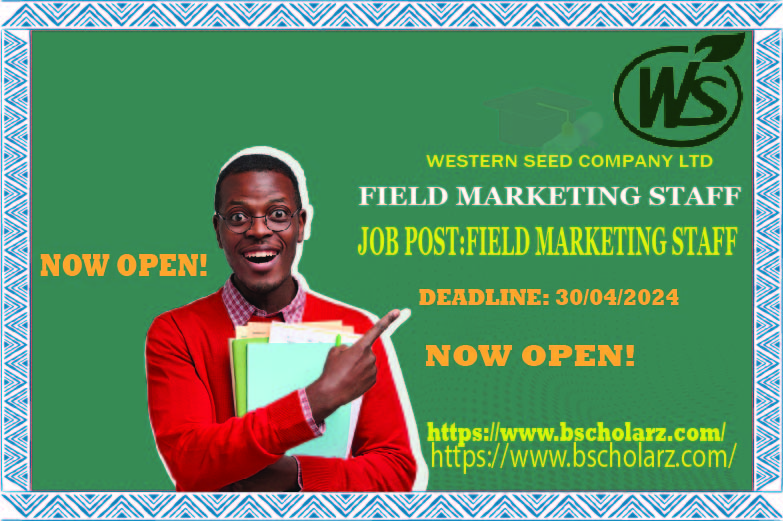 WS
WESTERN SEED COMPANY LTD
FIELD MARKETING STAFF
JOB POST:FIELD MARKETING STAFF
NOW OPEN!
DEADLINE: 30/04/2024
NOW OPEN!
https://www.bscholarz.com/
https://www.bscholarz.com/